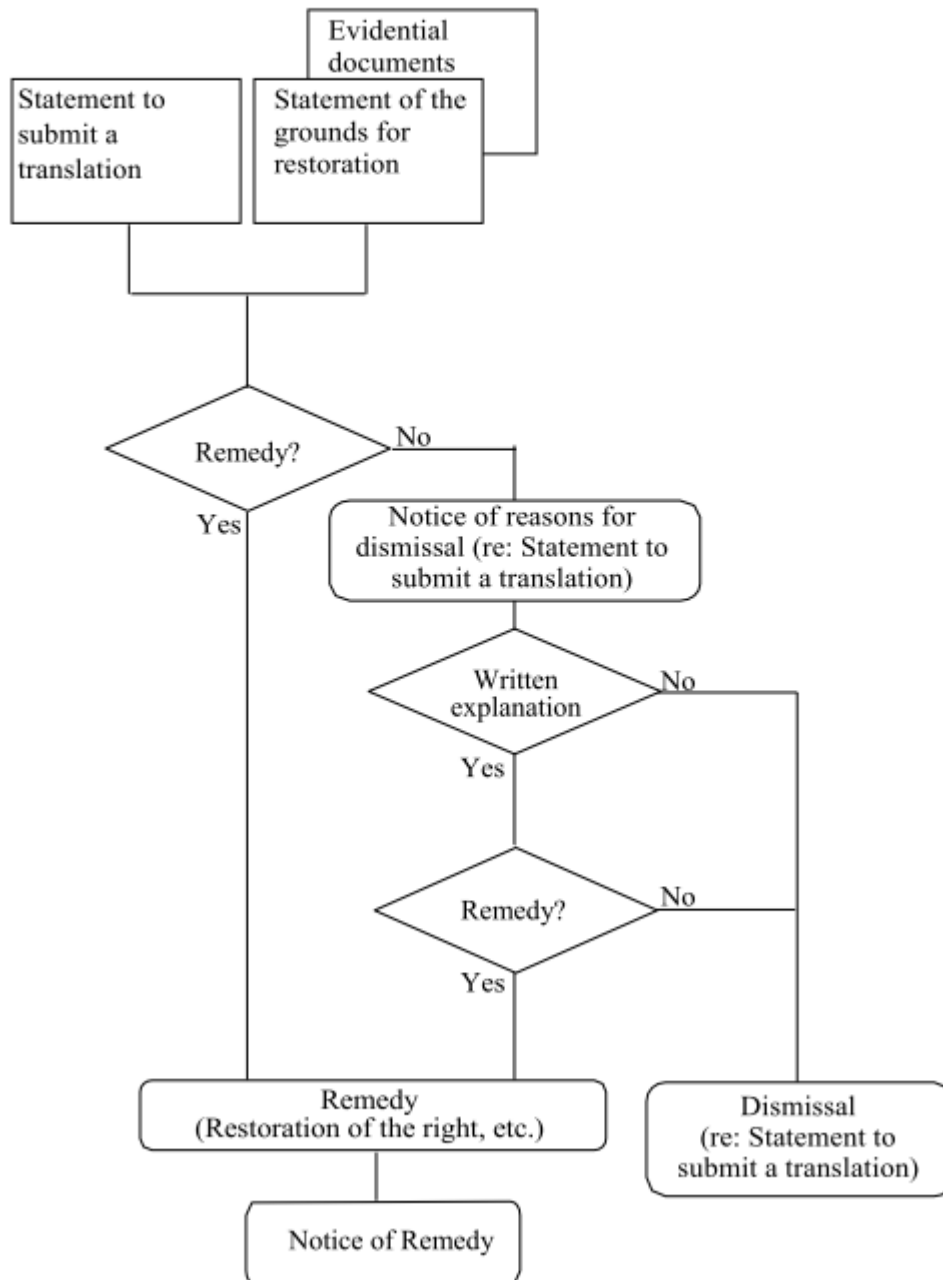 Evidential
documents
Statement to
submit a
translation
Statement of the
grounds for
restoration
Remedy?
No
Yes
Notice of reasons for
dismissal (re: Statement to
submit a translation)
Written
explanation
No
Yes
Remedy?
No
Yes
Remedy
(Restoration of the right, etc.)
Dismissal
(re: Statement to
submit a translation)
Notice of Remedy